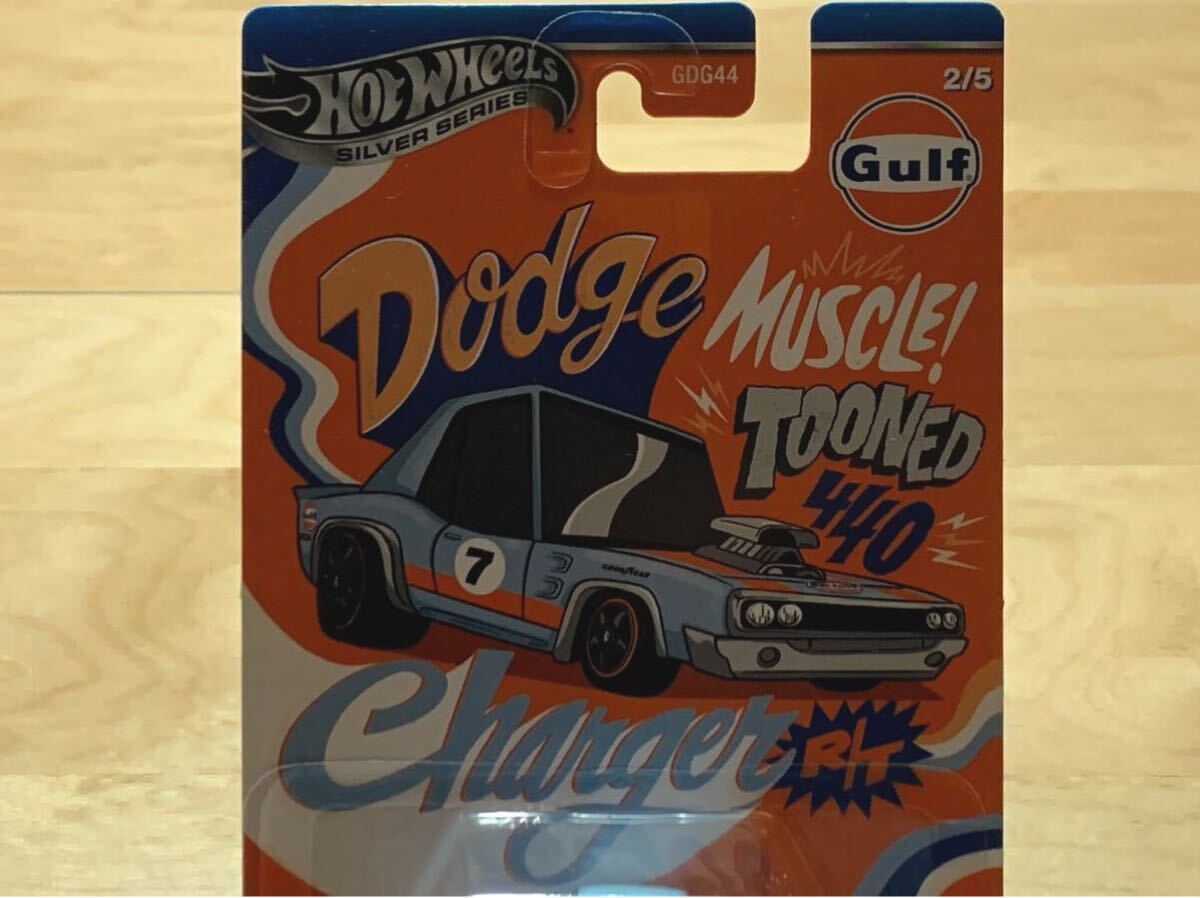 HOT WHEELS
SILVER SERIES
GDG44
2/5
Gulf
Dodge
MUSCLE!
TOONED
440
7
GOODYEAR
Charger
R/T